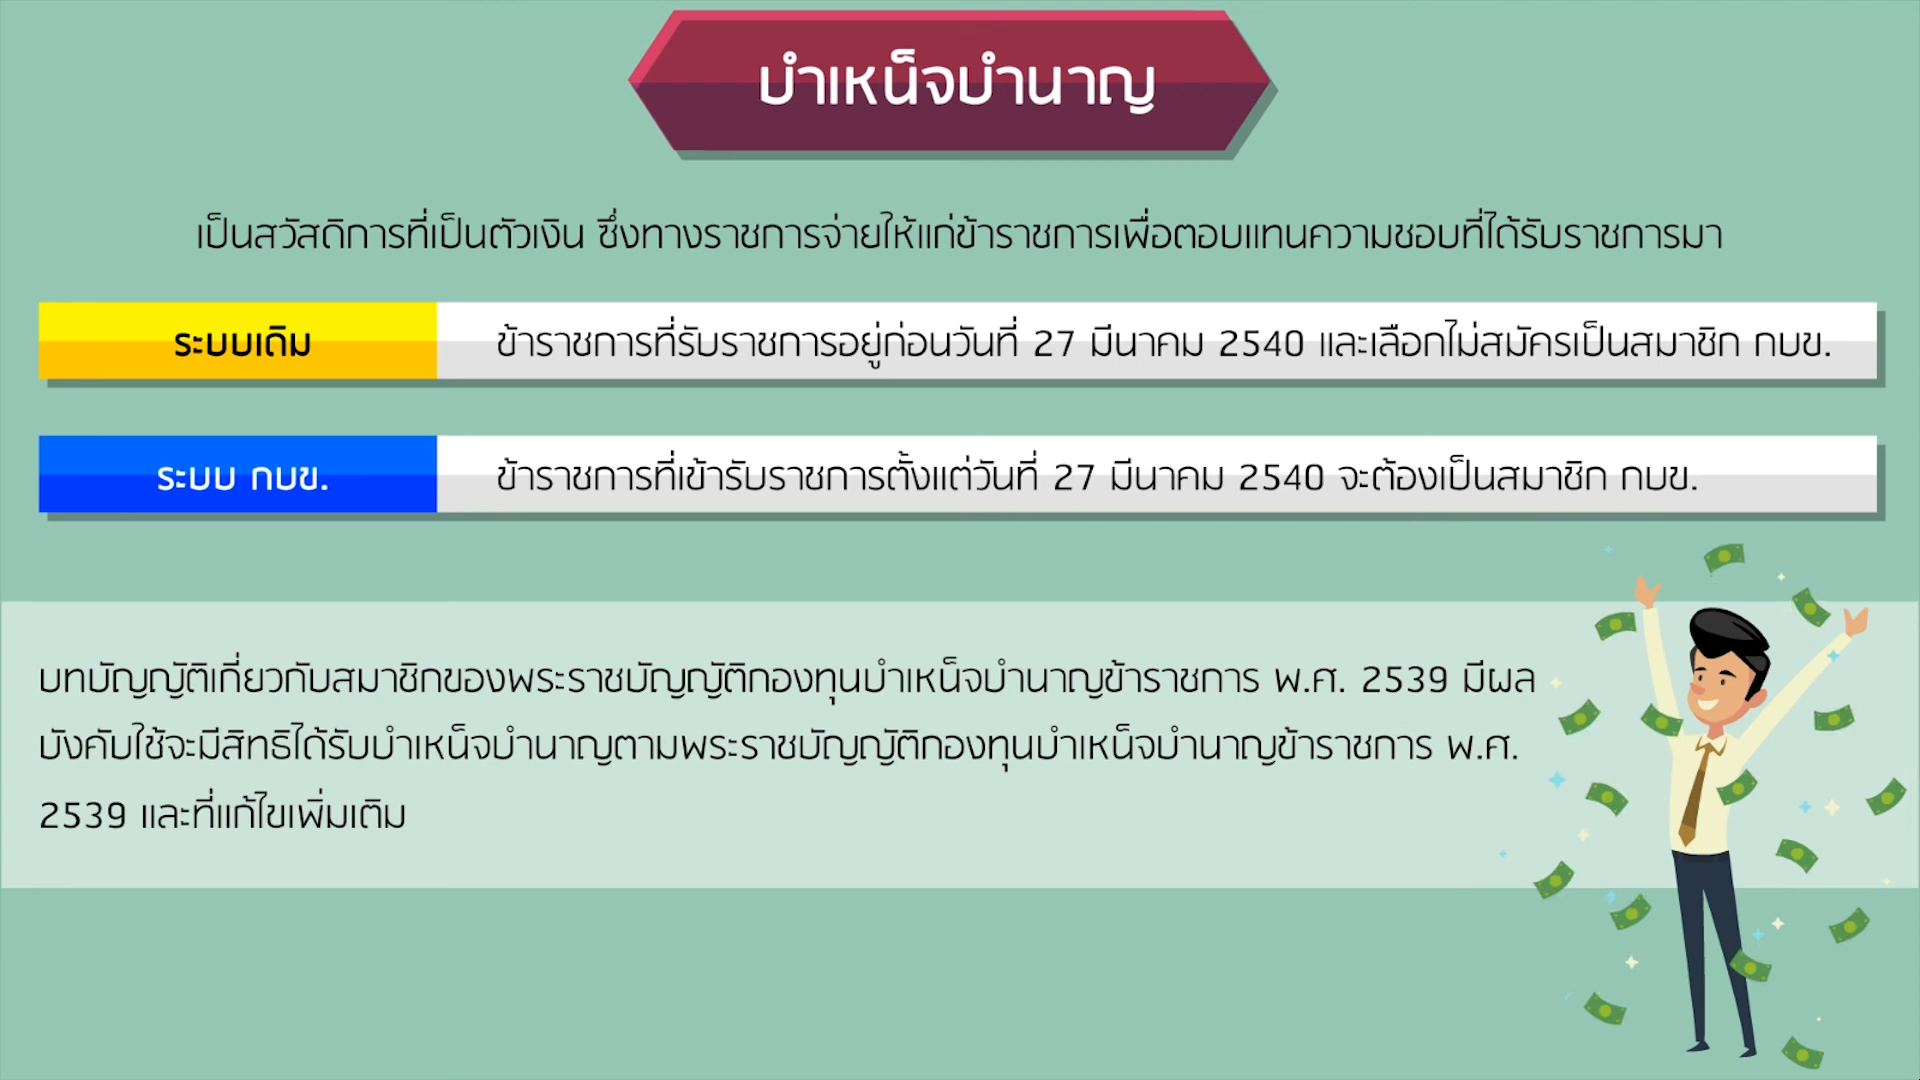 บำเหน็จบำนาญ
เป็นสวัสดิการที่เป็นตัวเงิน ซึ่งทางราชการจ่ายให้แก่ข้าราชการเพื่อตอบแทนความชอบที่ได้รับราชการมา
ระบบเดิม
ข้าราชการที่รับราชการอยู่ก่อนวันที่ 27 มีนาคม 2540 และเลือกไม่สมัครเป็นสมาชิก กบข.
ระบบ กบข.
ข้าราชการที่เข้ารับราชการตั้งแต่วันที่ 27 มีนาคม 2540 จะต้องเป็นสมาชิก กบข.
บทบัญญัติเกี่ยวกับสมาชิกของพระราชบัญญัติกองทุนบำเหน็จบำนาญข้าราชการ พ.ศ. 2539 มีผล
บังคับใช้จะมีสิทธิได้รับบำเหน็จบำนาญตามพระราชบัญญัติกองทุนบำเหน็จบำนาญข้าราชการ พ.ศ.
2539 และที่แก้ไขเพิ่มเติม